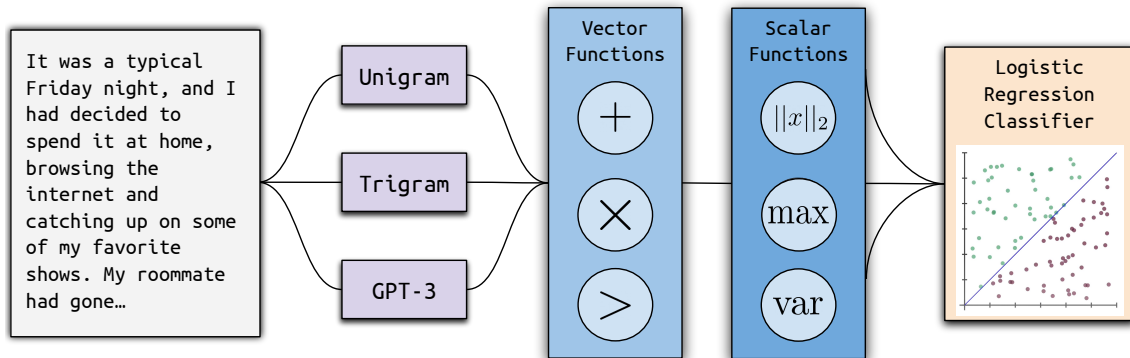 It was a typical
Friday night, and I
had decided to
spend it at home,
browsing the
internet and
catching up on some
of my favorite
shows. My roommate
had gone…
Unigram
Trigram
GPT-3
Vector
Functions
+
×
>
Scalar
Functions
||x||₂
max
var
Logistic
Regression
Classifier